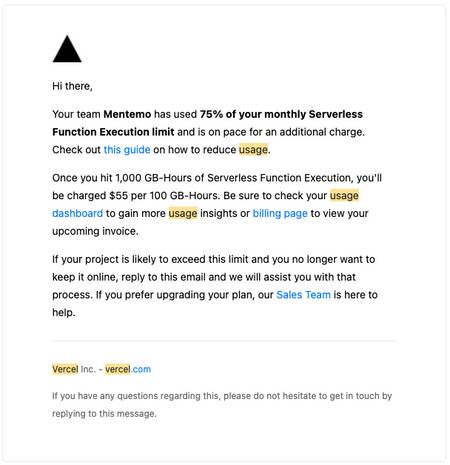 Hi there,
Your team Mentemo has used 75% of your monthly Serverless
Function Execution limit and is on pace for an additional charge.
Check out this guide on how to reduce usage.
Once you hit 1,000 GB-Hours of Serverless Function Execution, you'll
be charged $55 per 100 GB-Hours. Be sure to check your usage
dashboard to gain more usage insights or billing page to view your
upcoming invoice.
If your project is likely to exceed this limit and you no longer want to
keep it online, reply to this email and we will assist you with that
process. If you prefer upgrading your plan, our Sales Team is here to
help.
Vercel Inc. - vercel.com
If you have any questions regarding this, please do not hesitate to get in touch by
replying to this message.